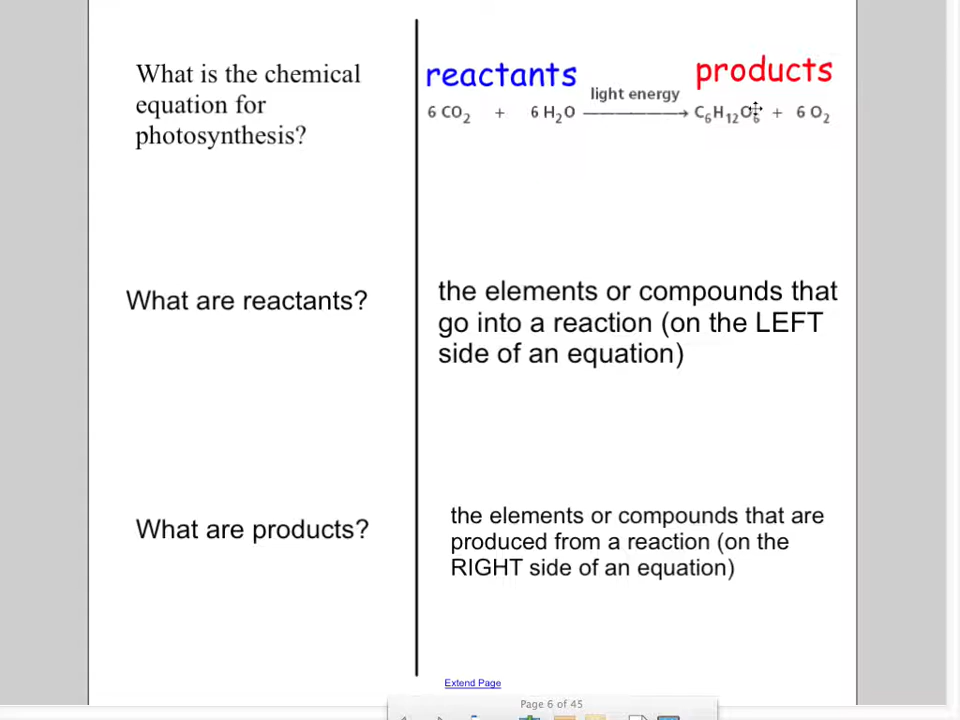 What is the chemical
equation for
photosynthesis?
reactants
products
light energy
6 CO₂ + 6 H₂O ⟶ C₆H₁₂O₆ + 6 O₂
What are reactants?
the elements or compounds that
go into a reaction (on the LEFT
side of an equation)
What are products?
the elements or compounds that are
produced from a reaction (on the
RIGHT side of an equation)
Extend Page
Page 6 of 45